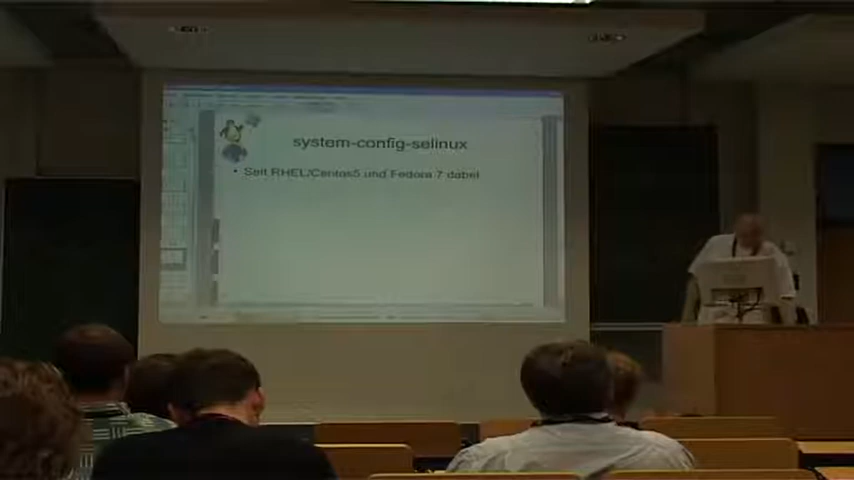 system-config-selinux
• Seit RHEL/Centos5 und Fedora 7 dabei